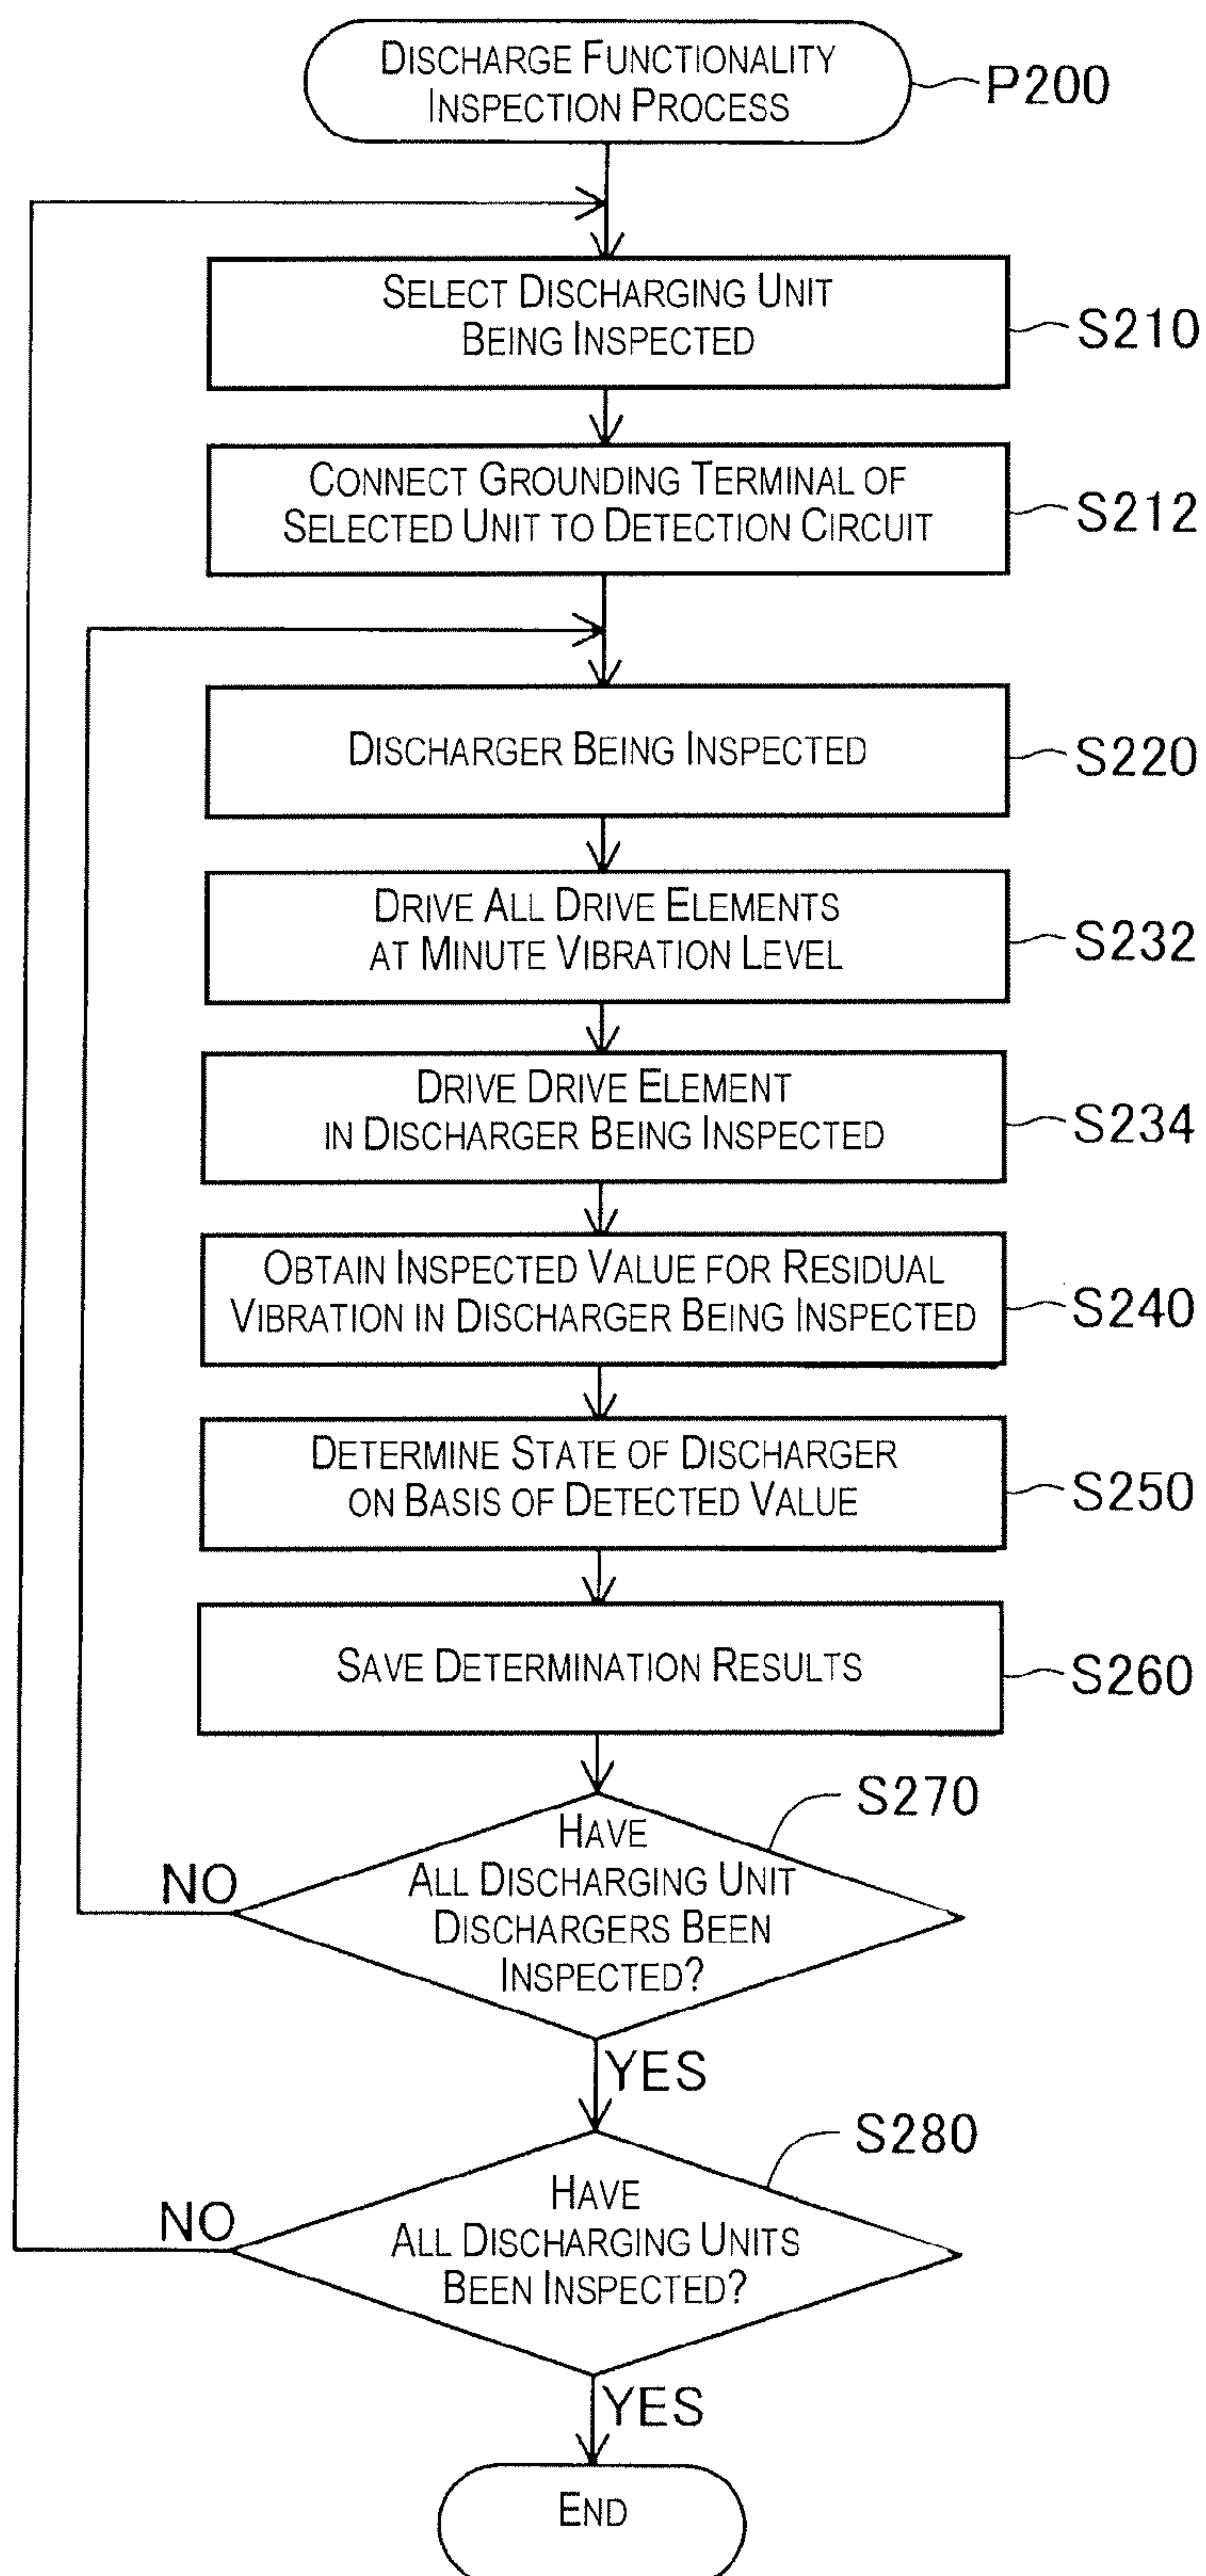 DISCHARGE FUNCTIONALITY
INSPECTION PROCESS
P200
SELECT DISCHARGING UNIT
BEING INSPECTED
S210
CONNECT GROUNDING TERMINAL OF
SELECTED UNIT TO DETECTION CIRCUIT
S212
DISCHARGER BEING INSPECTED
S220
DRIVE ALL DRIVE ELEMENTS
AT MINUTE VIBRATION LEVEL
S232
DRIVE DRIVE ELEMENT
IN DISCHARGER BEING INSPECTED
S234
OBTAIN INSPECTED VALUE FOR RESIDUAL
VIBRATION IN DISCHARGER BEING INSPECTED
S240
DETERMINE STATE OF DISCHARGER
ON BASIS OF DETECTED VALUE
S250
SAVE DETERMINATION RESULTS
S260
S270
HAVE
ALL DISCHARGING UNIT
DISCHARGERS BEEN
INSPECTED?
NO
YES
S280
HAVE
ALL DISCHARGING UNITS
BEEN INSPECTED?
NO
YES
END